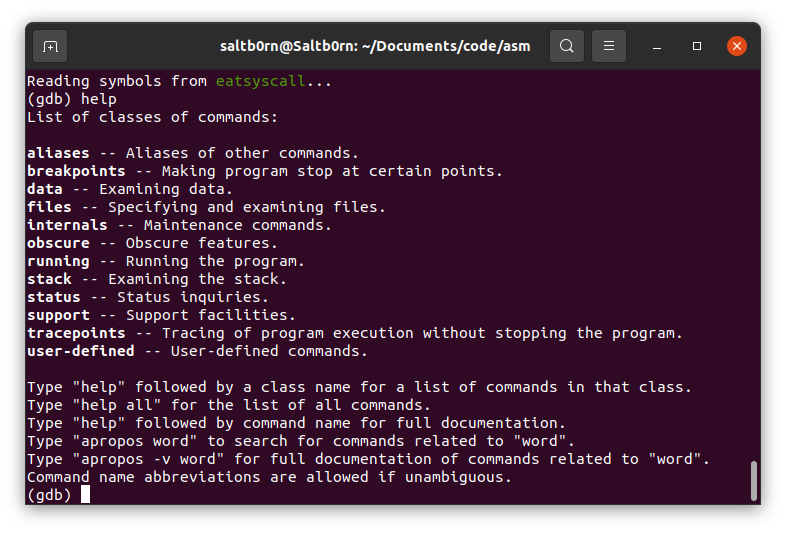 saltb0rn@Saltb0rn: ~/Documents/code/asm
Reading symbols from eatsyscall...
(gdb) help
List of classes of commands:

aliases -- Aliases of other commands.
breakpoints -- Making program stop at certain points.
data -- Examining data.
files -- Specifying and examining files.
internals -- Maintenance commands.
obscure -- Obscure features.
running -- Running the program.
stack -- Examining the stack.
status -- Status inquiries.
support -- Support facilities.
tracepoints -- Tracing of program execution without stopping the program.
user-defined -- User-defined commands.

Type "help" followed by a class name for a list of commands in that class.
Type "help all" for the list of all commands.
Type "help" followed by command name for full documentation.
Type "apropos word" to search for commands related to "word".
Type "apropos -v word" for full documentation of commands related to "word".
Command name abbreviations are allowed if unambiguous.
(gdb)